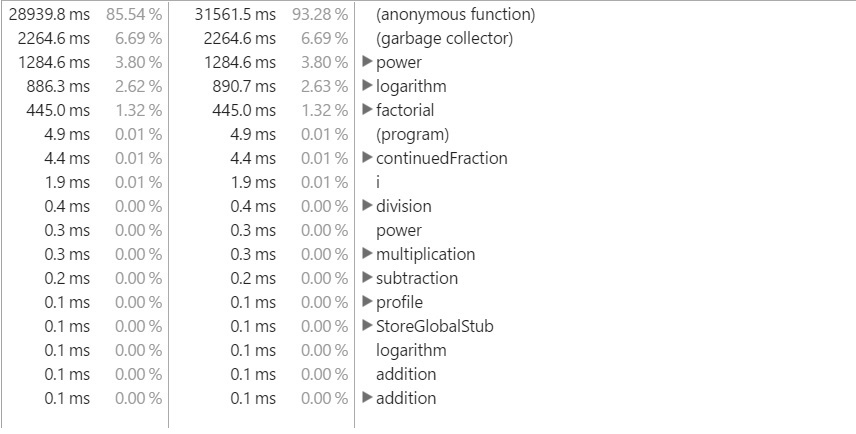 28939.8 ms 85.54 % 31561.5 ms 93.28 % (anonymous function)
2264.6 ms 6.69 % 2264.6 ms 6.69 % (garbage collector)
1284.6 ms 3.80 % 1284.6 ms 3.80 % power
886.3 ms 2.62 % 890.7 ms 2.63 % logarithm
445.0 ms 1.32 % 445.0 ms 1.32 % factorial
4.9 ms 0.01 % 4.9 ms 0.01 % (program)
4.4 ms 0.01 % 4.4 ms 0.01 % continuedFraction
1.9 ms 0.01 % 1.9 ms 0.01 % i
0.4 ms 0.00 % 0.4 ms 0.00 % division
0.3 ms 0.00 % 0.3 ms 0.00 % power
0.3 ms 0.00 % 0.3 ms 0.00 % multiplication
0.2 ms 0.00 % 0.2 ms 0.00 % subtraction
0.1 ms 0.00 % 0.1 ms 0.00 % profile
0.1 ms 0.00 % 0.1 ms 0.00 % StoreGlobalStub
0.1 ms 0.00 % 0.1 ms 0.00 % logarithm
0.1 ms 0.00 % 0.1 ms 0.00 % addition
0.1 ms 0.00 % 0.1 ms 0.00 % addition